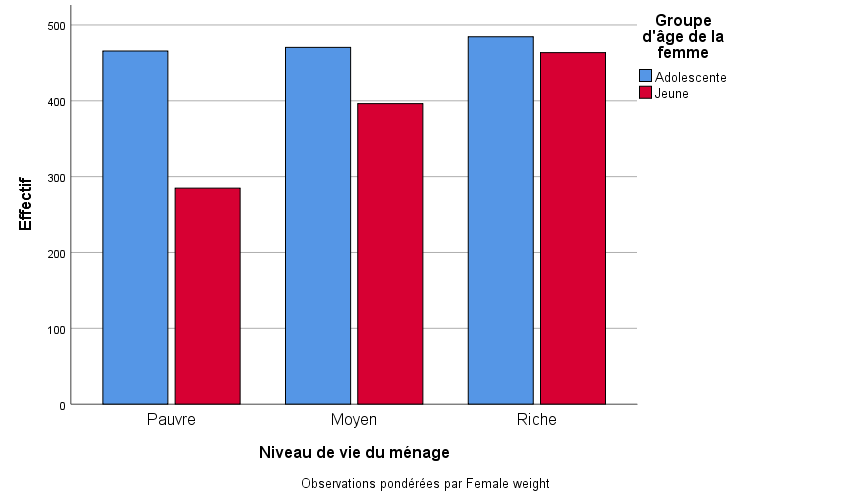 500
400
300
200
100
0
Effectif
Pauvre
Moyen
Riche
Niveau de vie du ménage
Observations pondérées par Female weight
Groupe
d'âge de la
femme
Adolescente
Jeune